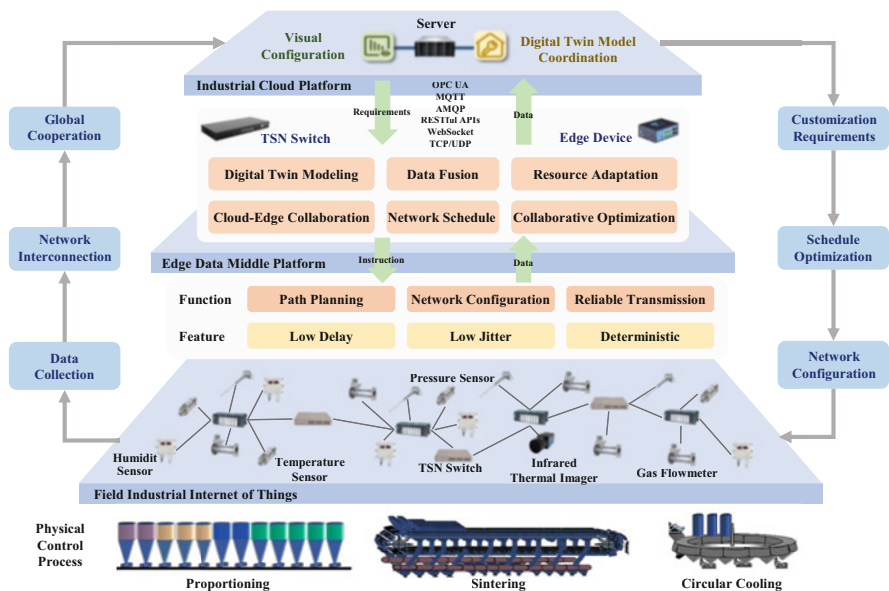 Server
Visual
Configuration
Digital Twin Model
Coordination
Industrial Cloud Platform
OPC UA
MQTT
AMQP
RESTful APIs
WebSocket
TCP/UDP
Requirements
Data
Global
Cooperation
Customization
Requirements
TSN Switch
Edge Device
Digital Twin Modeling
Data Fusion
Resource Adaptation
Cloud-Edge Collaboration
Network Schedule
Collaborative Optimization
Network
Interconnection
Schedule
Optimization
Edge Data Middle Platform
Instruction
Data
Function
Path Planning
Network Configuration
Reliable Transmission
Feature
Low Delay
Low Jitter
Deterministic
Data
Collection
Network
Configuration
Pressure Sensor
Humidit
Sensor
Temperature
Sensor
TSN Switch
Infrared
Thermal Imager
Gas Flowmeter
Field Industrial Internet of Things
Physical
Control
Process
Proportioning
Sintering
Circular Cooling